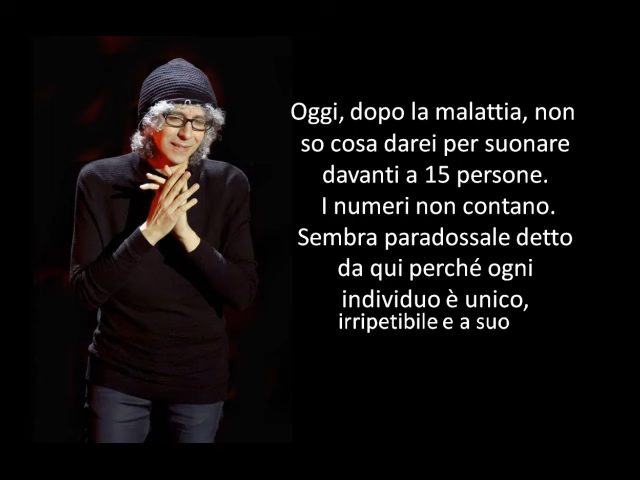 Oggi, dopo la malattia, non
so cosa darei per suonare
davanti a 15 persone.
I numeri non contano.
Sembra paradossale detto
da qui perché ogni
individuo è unico,
irripetibile e a suo